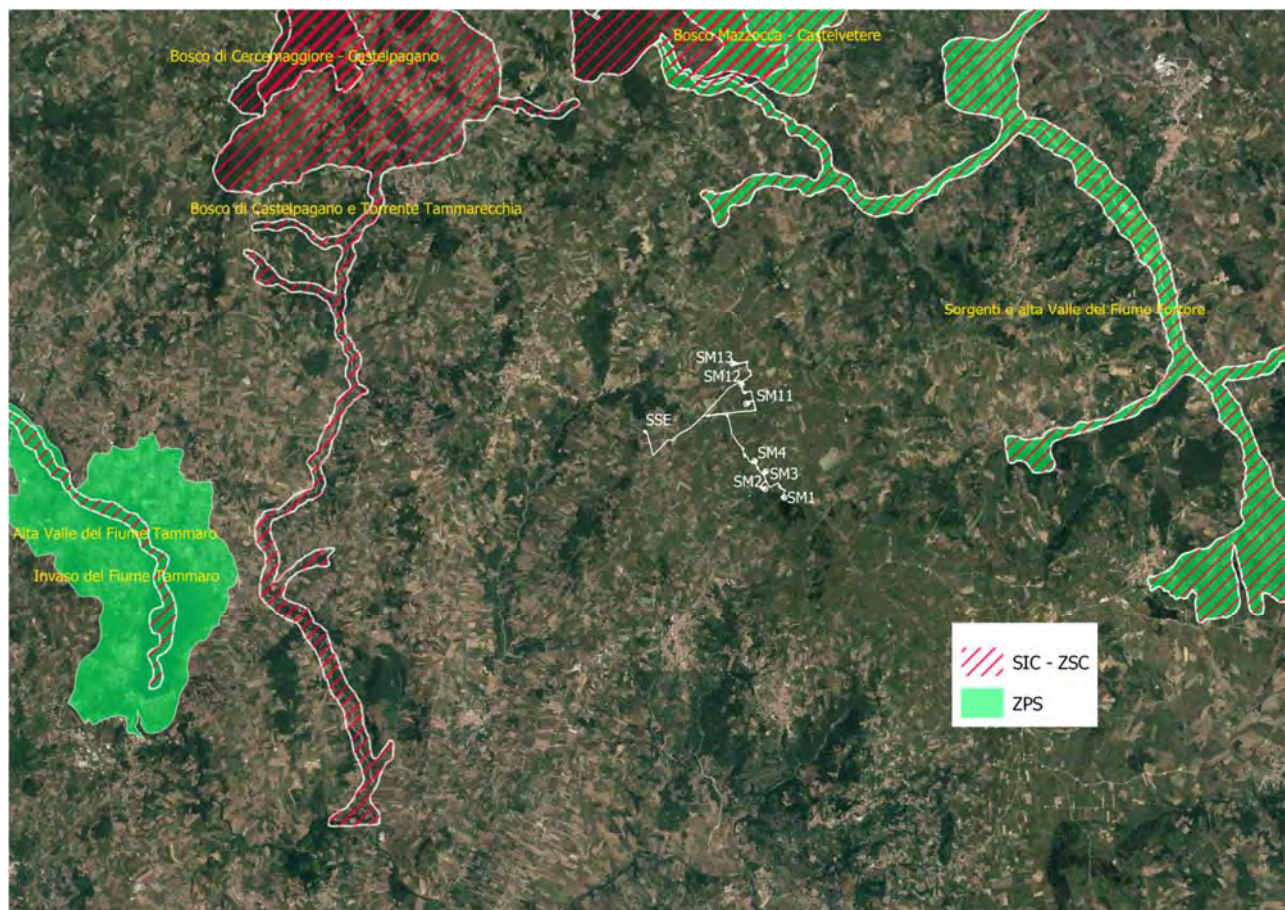 Bosco Mazzocca - Castelvetere
Bosco di Cercemaggiore - Castelpagano
Bosco di Castelpagano e Torrente Tammarecchia
Sorgenti e alta Valle del Fiume Fortore
SM13
SM12
SM11
SSE
SM4
SM3
SM2
SM1
Alta Valle del Fiume Tammaro
Invaso del Fiume Tammaro
SIC - ZSC
ZPS